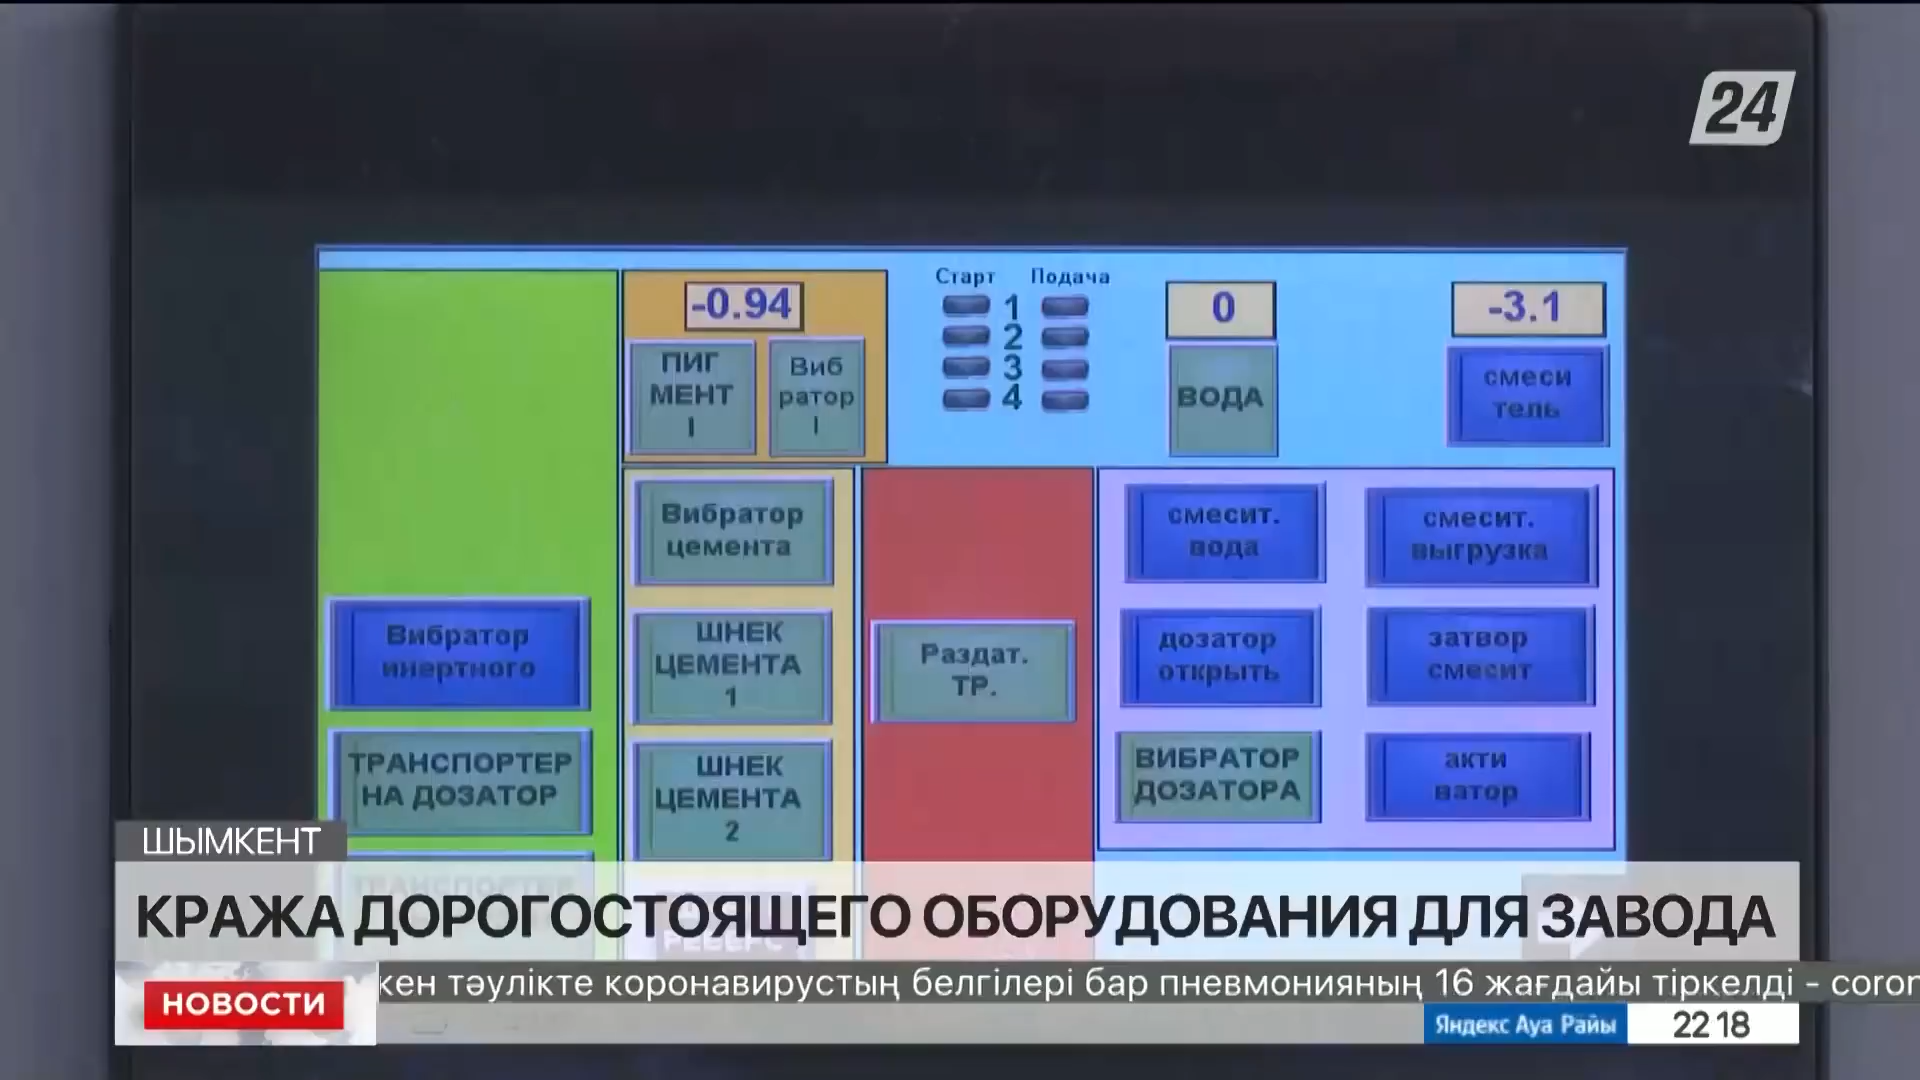 24
Старт Подача
-0.94
1
2
3
4
0
-3.1
ПИГ
МЕНТ
I
Виб
ратор
I
ВОДА
смеси
тель
Вибратор
цемента
смесит.
вода
смесит.
выгрузка
Вибратор
инертного
ШНЕК
ЦЕМЕНТА
1
Раздат.
ТР.
дозатор
открыть
затвор
смесит
ТРАНСПОРТЕР
НА ДОЗАТОР
ШНЕК
ЦЕМЕНТА
2
ВИБРАТОР
ДОЗАТОРА
акти
ватор
ШЫМКЕНТ
ТРАНСПОРТЕР
РЕВЕРС
КРАЖА ДОРОГОСТОЯЩЕГО ОБОРУДОВАНИЯ ДЛЯ ЗАВОДА
НОВОСТИ
кен тәулікте коронавирустың белгілері бар пневмонияның 16 жағдайы тіркелді - coror
Яндекс Ауа Райы
22 18